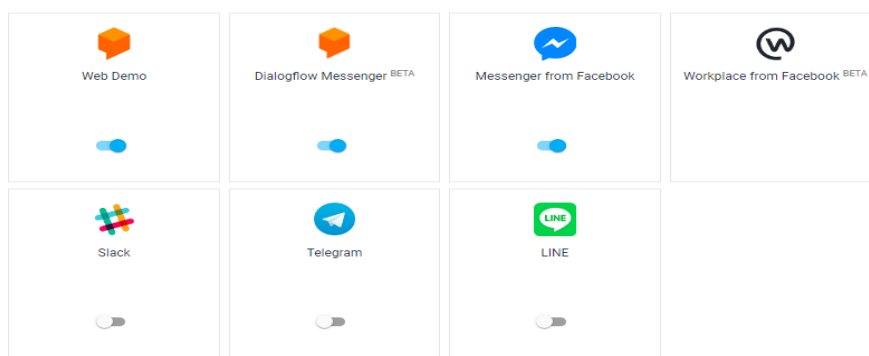 Web Demo
Dialogflow Messenger BETA
Messenger from Facebook
Workplace from Facebook BETA
Slack
Telegram
LINE
LINE